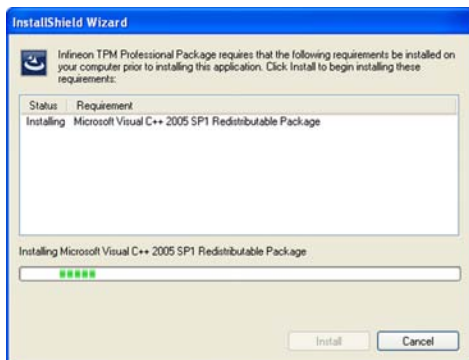 InstallShield Wizard
Infineon TPM Professional Package requires that the following requirements be installed on
your computer prior to installing this application. Click Install to begin installing these
requirements:
Status Requirement
Installing Microsoft Visual C++ 2005 SP1 Redistributable Package
Installing Microsoft Visual C++ 2005 SP1 Redistributable Package
Install Cancel